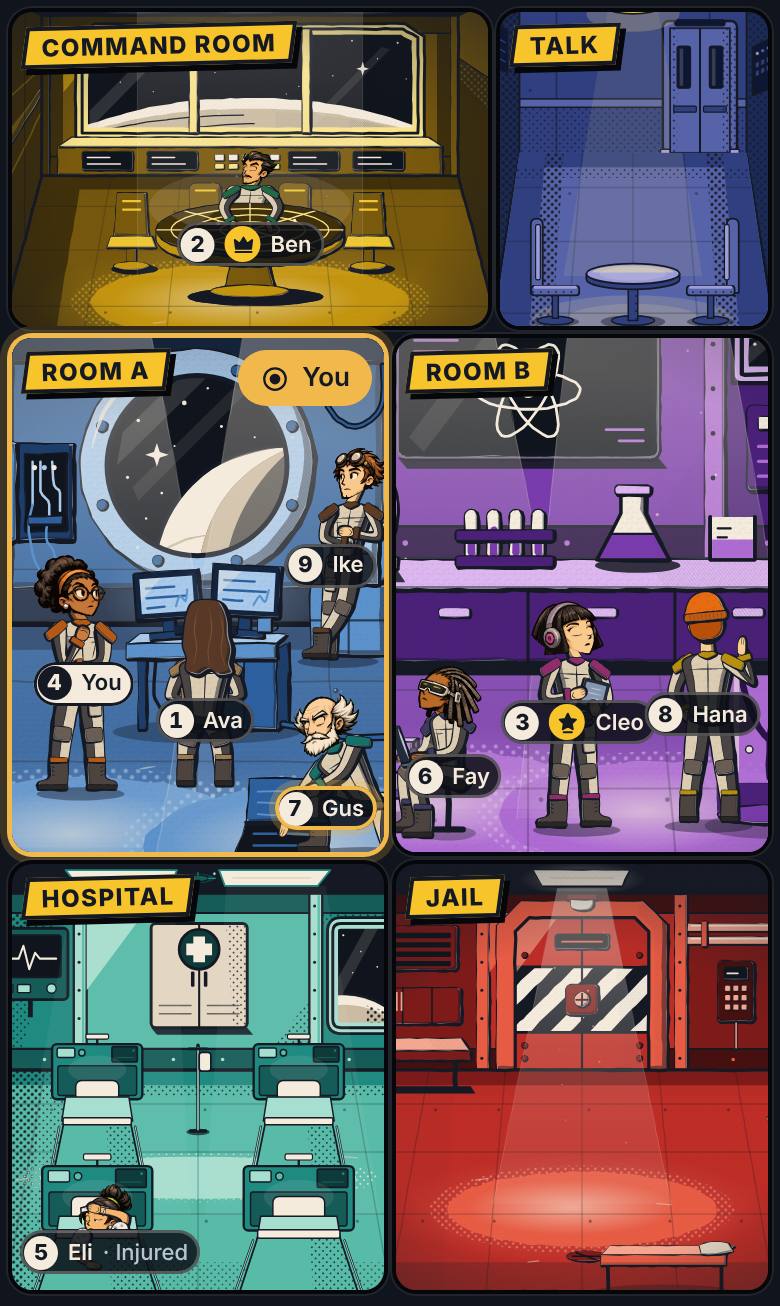 COMMAND ROOM
TALK
2 Ben
ROOM A
You
ROOM B
9 Ike
4 You
1 Ava
3 Cleo
8 Hana
6 Fay
7 Gus
HOSPITAL
JAIL
5 Eli · Injured